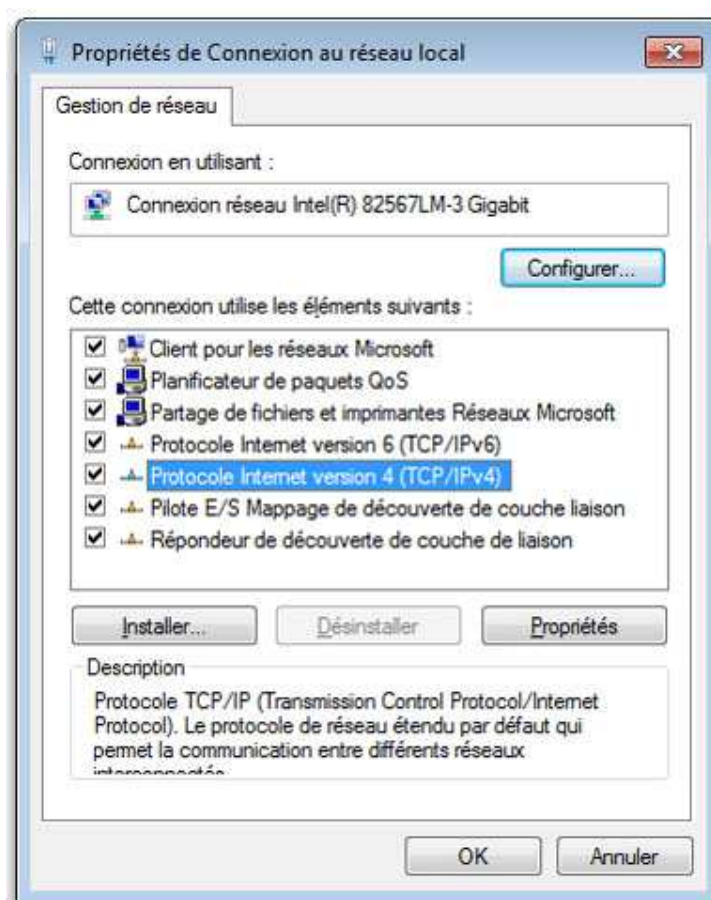 Propriétés de Connexion au réseau local
Gestion de réseau
Connexion en utilisant :
Connexion réseau Intel(R) 82567LM-3 Gigabit
Configurer...
Cette connexion utilise les éléments suivants :
Client pour les réseaux Microsoft
Planificateur de paquets QoS
Partage de fichiers et imprimantes Réseaux Microsoft
Protocole Internet version 6 (TCP/IPv6)
Protocole Internet version 4 (TCP/IPv4)
Pilote E/S Mappage de découverte de couche liaison
Répondeur de découverte de couche de liaison
Installer... Désinstaller Propriétés
Description
Protocole TCP/IP (Transmission Control Protocol/Internet
Protocol). Le protocole de réseau étendu par défaut qui
permet la communication entre différents réseaux
interconnectés.
OK Annuler